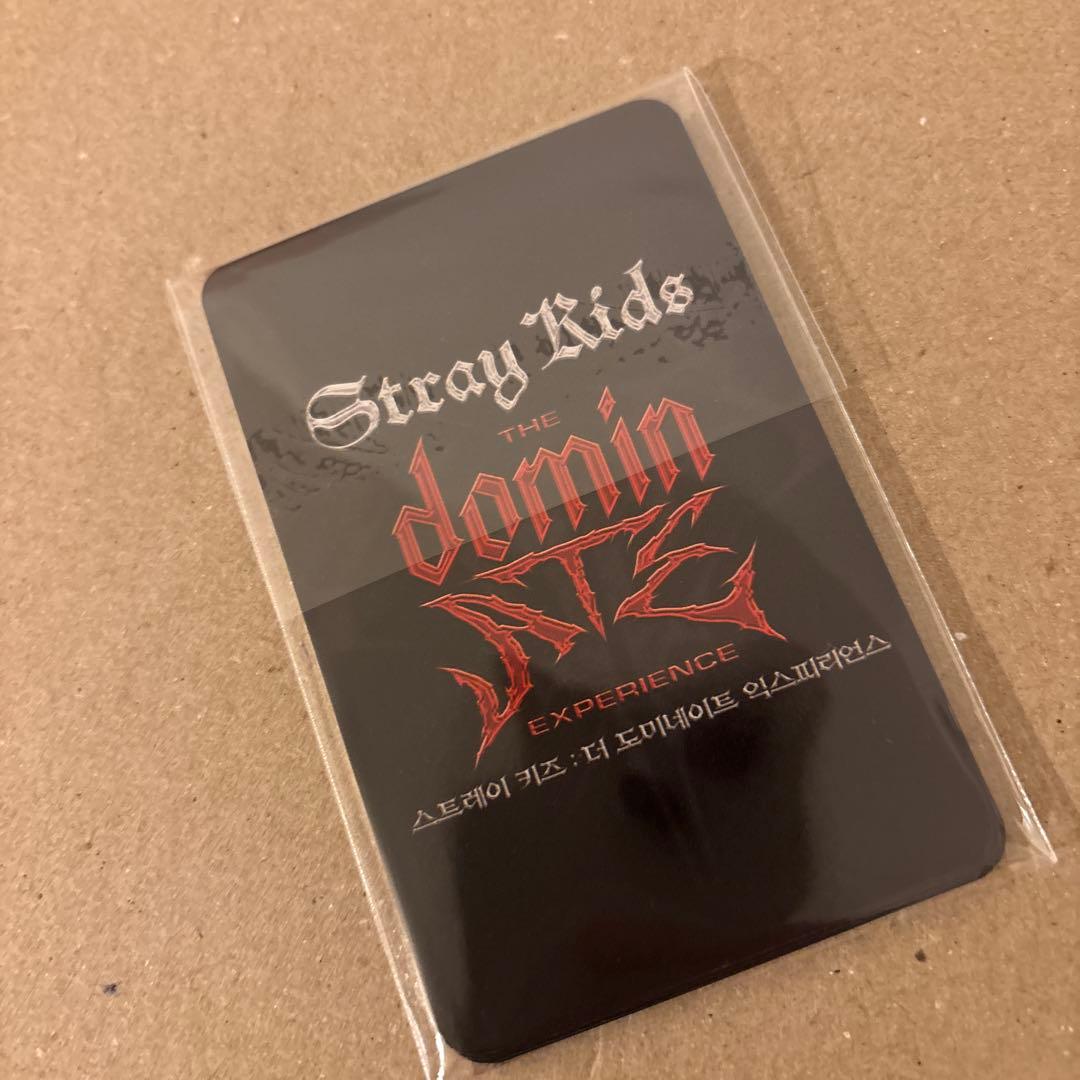 Stray Kids
THE
domin
ATE
EXPERIENCE
스트레이 키즈 : 더 도미네이트 익스피리언스